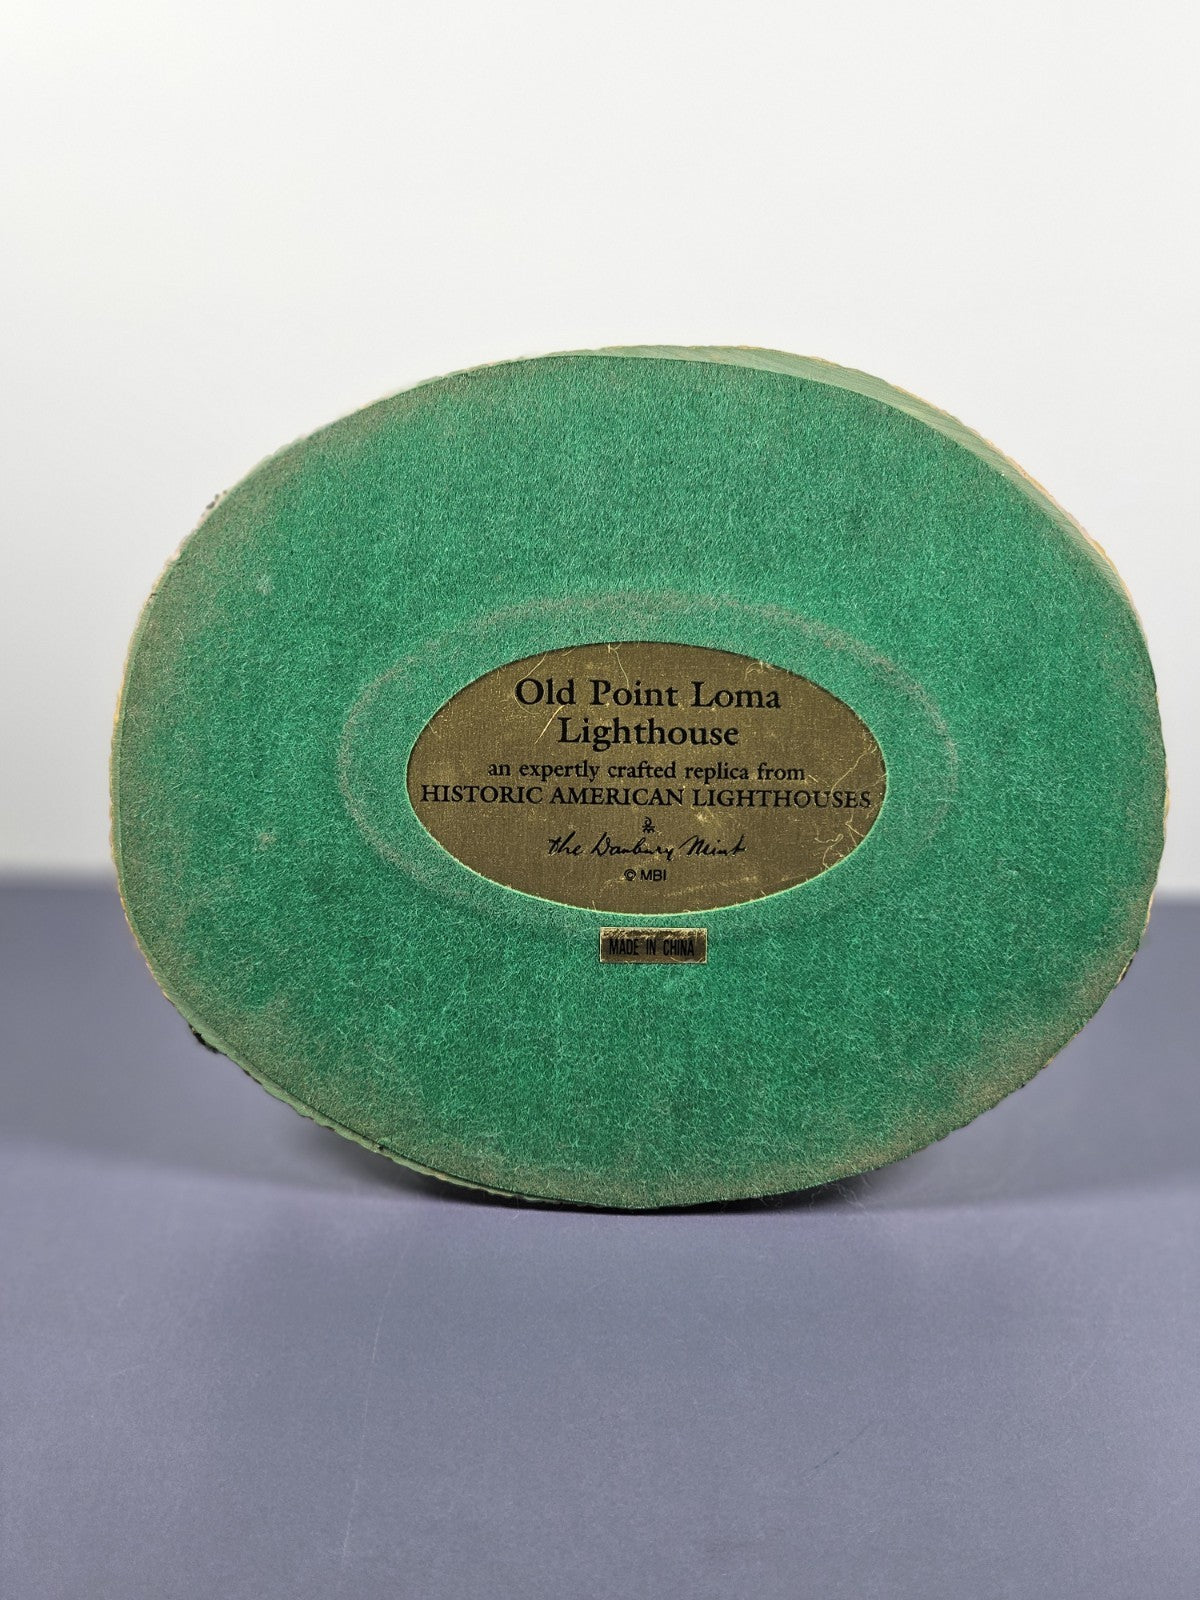 Old Point Loma
Lighthouse
an expertly crafted replica from
HISTORIC AMERICAN LIGHTHOUSES
the Danbury Mint
© MBI
MADE IN CHINA